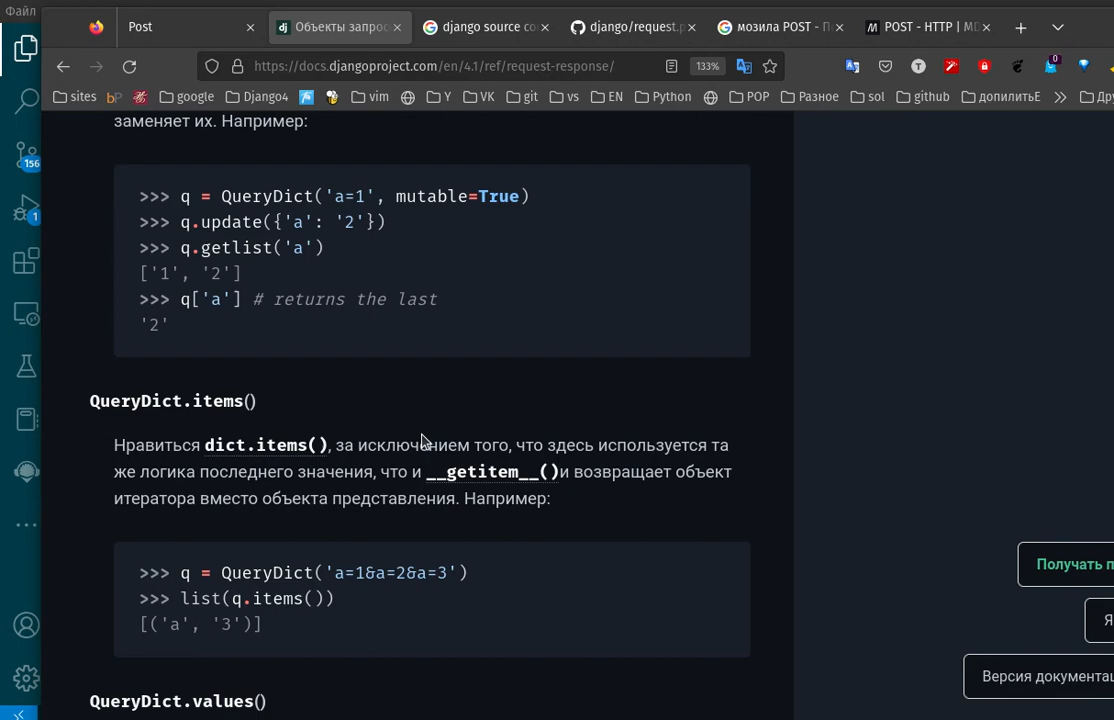 Файл
Post
Объекты запрос
django source co
django/request.p
мозила POST - П
POST - HTTP | MD
https://docs.djangoproject.com/en/4.1/ref/request-response/
133%
0
sites
bP
google
Django4
vim
Y
VK
git
vs
EN
Python
POP
Разное
sol
github
допилитьЕ
Дру
заменяет их. Например:
>>> q = QueryDict('a=1', mutable=True)
>>> q.update({'a': '2'})
>>> q.getlist('a')
['1', '2']
>>> q['a'] # returns the last
'2'
QueryDict.items()
Нравиться dict.items(), за исключением того, что здесь используется та
же логика последнего значения, что и __getitem__()и возвращает объект
итератора вместо объекта представления. Например:
>>> q = QueryDict('a=1&a=2&a=3')
>>> list(q.items())
[('a', '3')]
QueryDict.values()
156
1
Получать п
Я
Версия документац